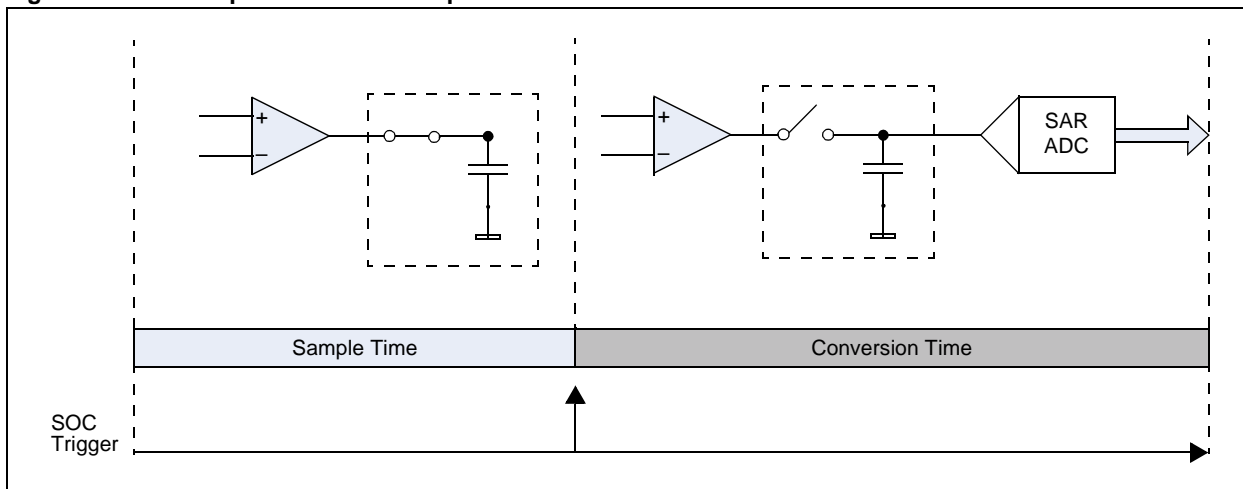 +
−
+
−
SAR
ADC
Sample Time
Conversion Time
SOC
Trigger